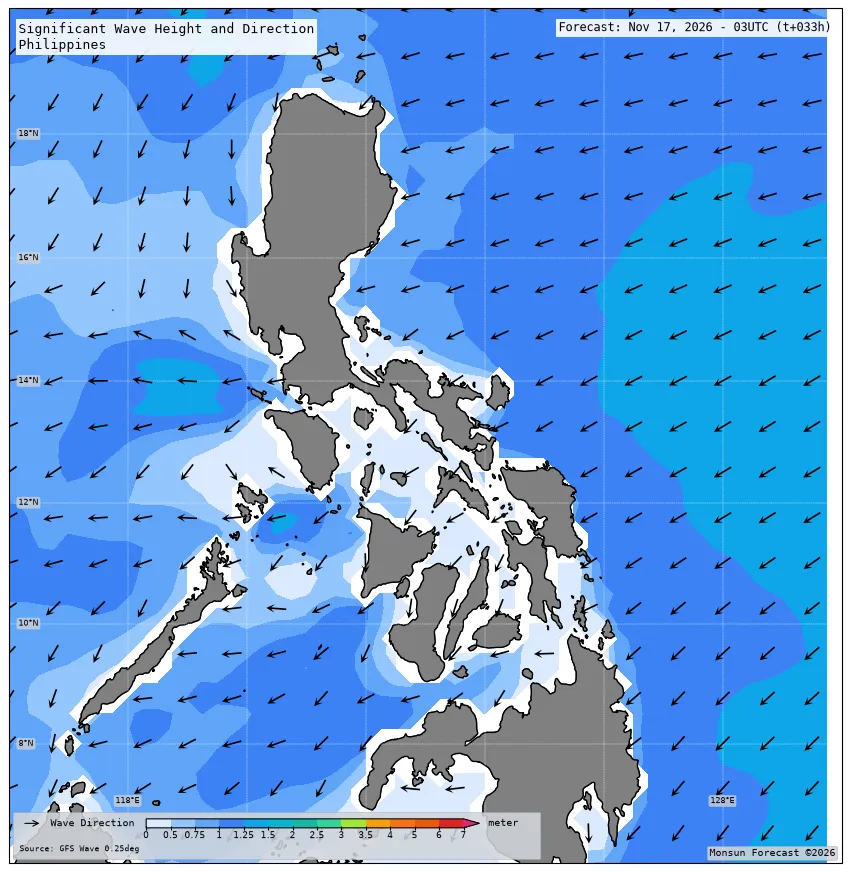 Significant Wave Height and Direction
Philippines
Forecast: Nov 17, 2026 - 03UTC (t+033h)
18°N
16°N
14°N
12°N
10°N
8°N
118°E
128°E
Wave Direction
0 0.5 0.75 1 1.25 1.5 2 2.5 3 3.5 4 5 6 7
meter
Source: GFS Wave 0.25deg
Monsun Forecast ©2026